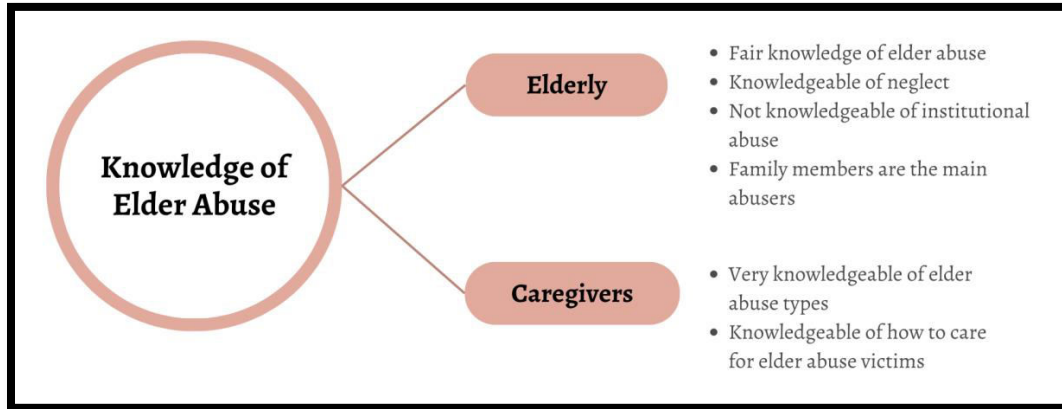 Knowledge of
Elder Abuse
Elderly
• Fair knowledge of elder abuse
• Knowledgeable of neglect
• Not knowledgeable of institutional
abuse
• Family members are the main
abusers
Caregivers
• Very knowledgeable of elder
abuse types
• Knowledgeable of how to care
for elder abuse victims